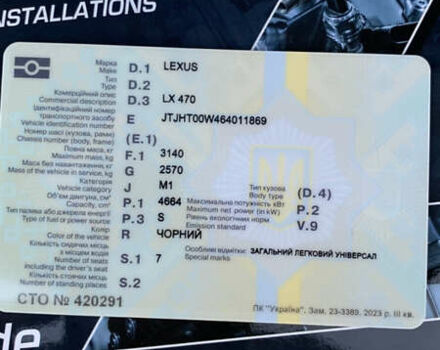 NSTALLATIONS
Марка
Make D.1 LEXUS
Тип
Type D.2
Комерційний опис
Commercial description D.3 LX 470
Ідентифікаційний номер
транспортного засобу
Vehicle identification number E JTJHT00W464011869
Номер шасі (кузова, рами)
Chassis number (body, frame) (E.1)
Повна маса, кг
Maximum mass, kg F.1 3140
Маса без навантаження, кг
Mass of the vehicle in service, kg G 2570
Категорія
Vehicle category J M1
Тип кузова
Body type (D.4)
Об'єм двигуна, см³
Capacity, cm³ P.1 4664
Максимальна потужність кВт
Maximum net power (in kW) P.2
Тип палива або джерела енергії
Type of fuel or power source P.3 S
Рівень екологічних норм
Emission standard V.9
Колір
Color of the vehicle R ЧОРНИЙ
Кількість сидячих місць
з місцем водія
Number of seats
including the driver's seat S.1 7
Особливі відмітки: ЗАГАЛЬНИЙ ЛЕГКОВИЙ УНІВЕРСАЛ
Special marks
Кількість стоячих місць
Number of standing places S.2
СТО № 420291
ПК "Україна". Зам. 23-3389. 2023 р. III кв.
de